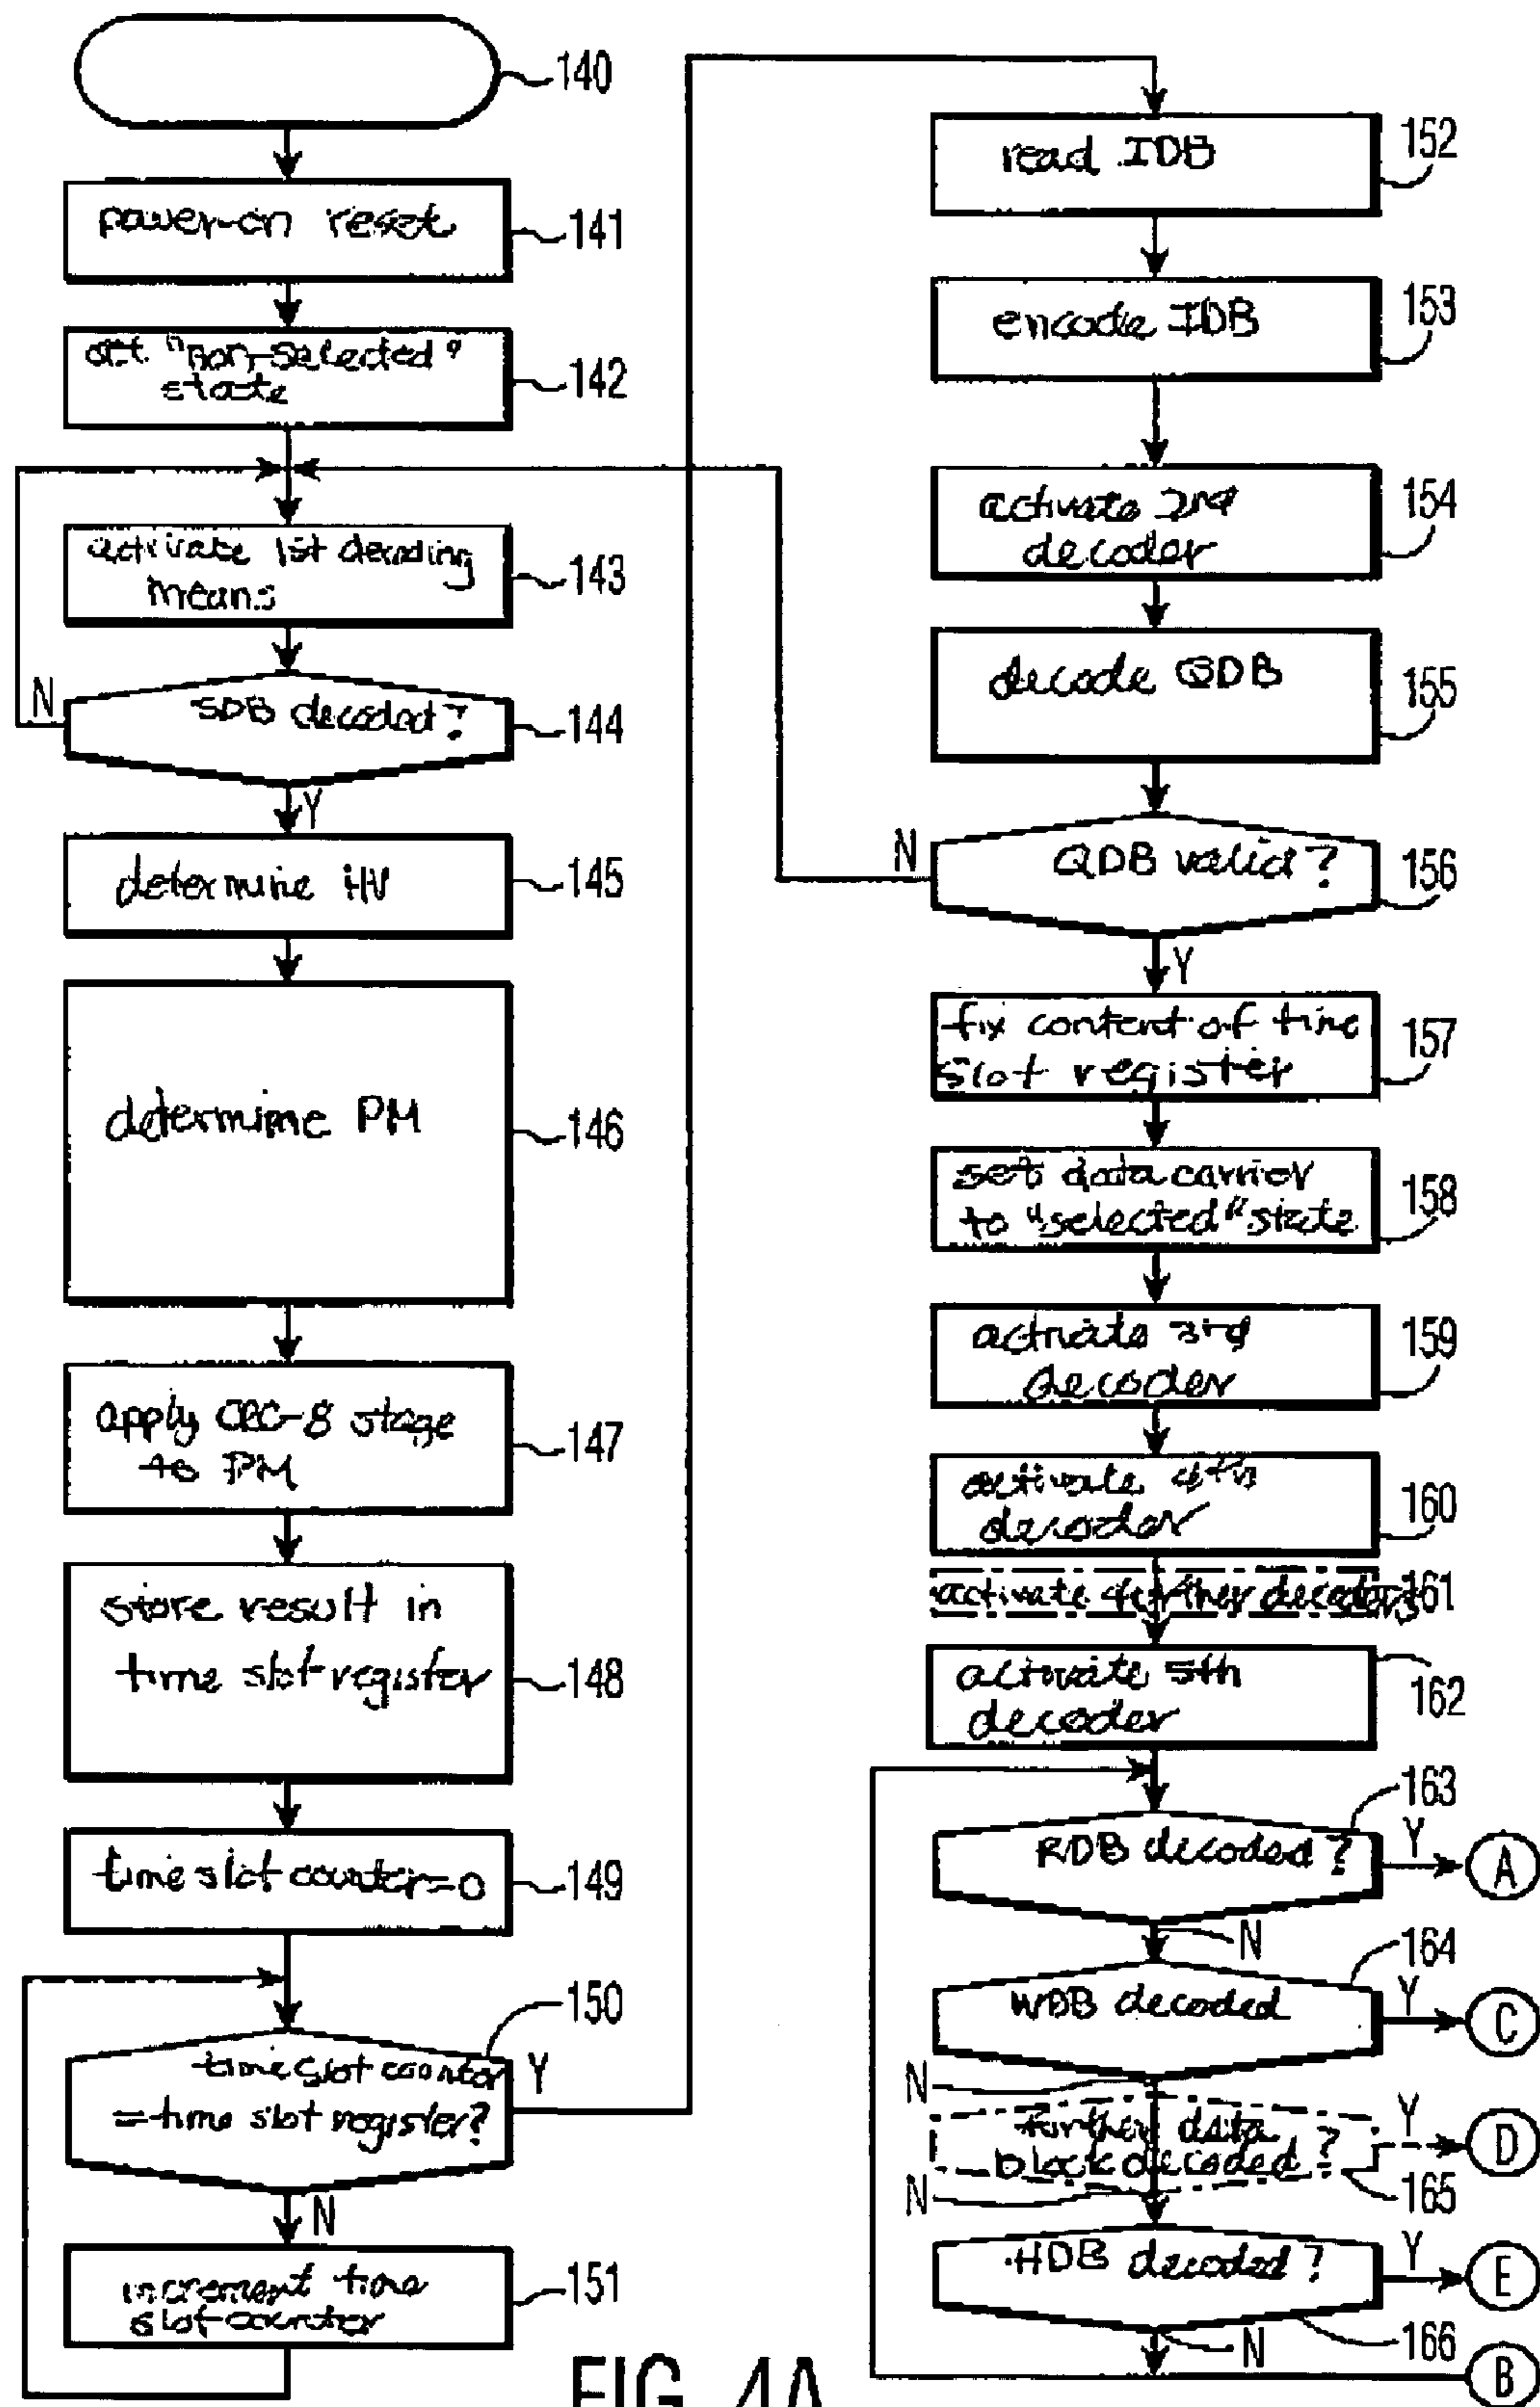 140
power-on reset
141
set "non-selected"
state
142
activate 1st decoding
means
143
N
SDB decoded?
144
Y
determine HV
145
determine PM
146
apply CRC-8 stage
to PM
147
store result in
time slot register
148
time slot counter=0
149
150
time slot counter
=time slot register?
Y
N
increment time
slot counter
151
read IDB
152
encode IDB
153
activate 2nd
decoder
154
decode QDB
155
N
QDB valid?
156
Y
fix content of time
slot register
157
set data carrier
to "selected" state
158
activate 3rd
decoder
159
activate 4th
decoder
160
activate further decoders
161
activate 5th
decoder
162
163
RDB decoded?
Y
A
N
164
WDB decoded
Y
C
N
further data
block decoded?
Y
D
165
N
HDB decoded?
Y
E
166
N
B
FIG. 4A